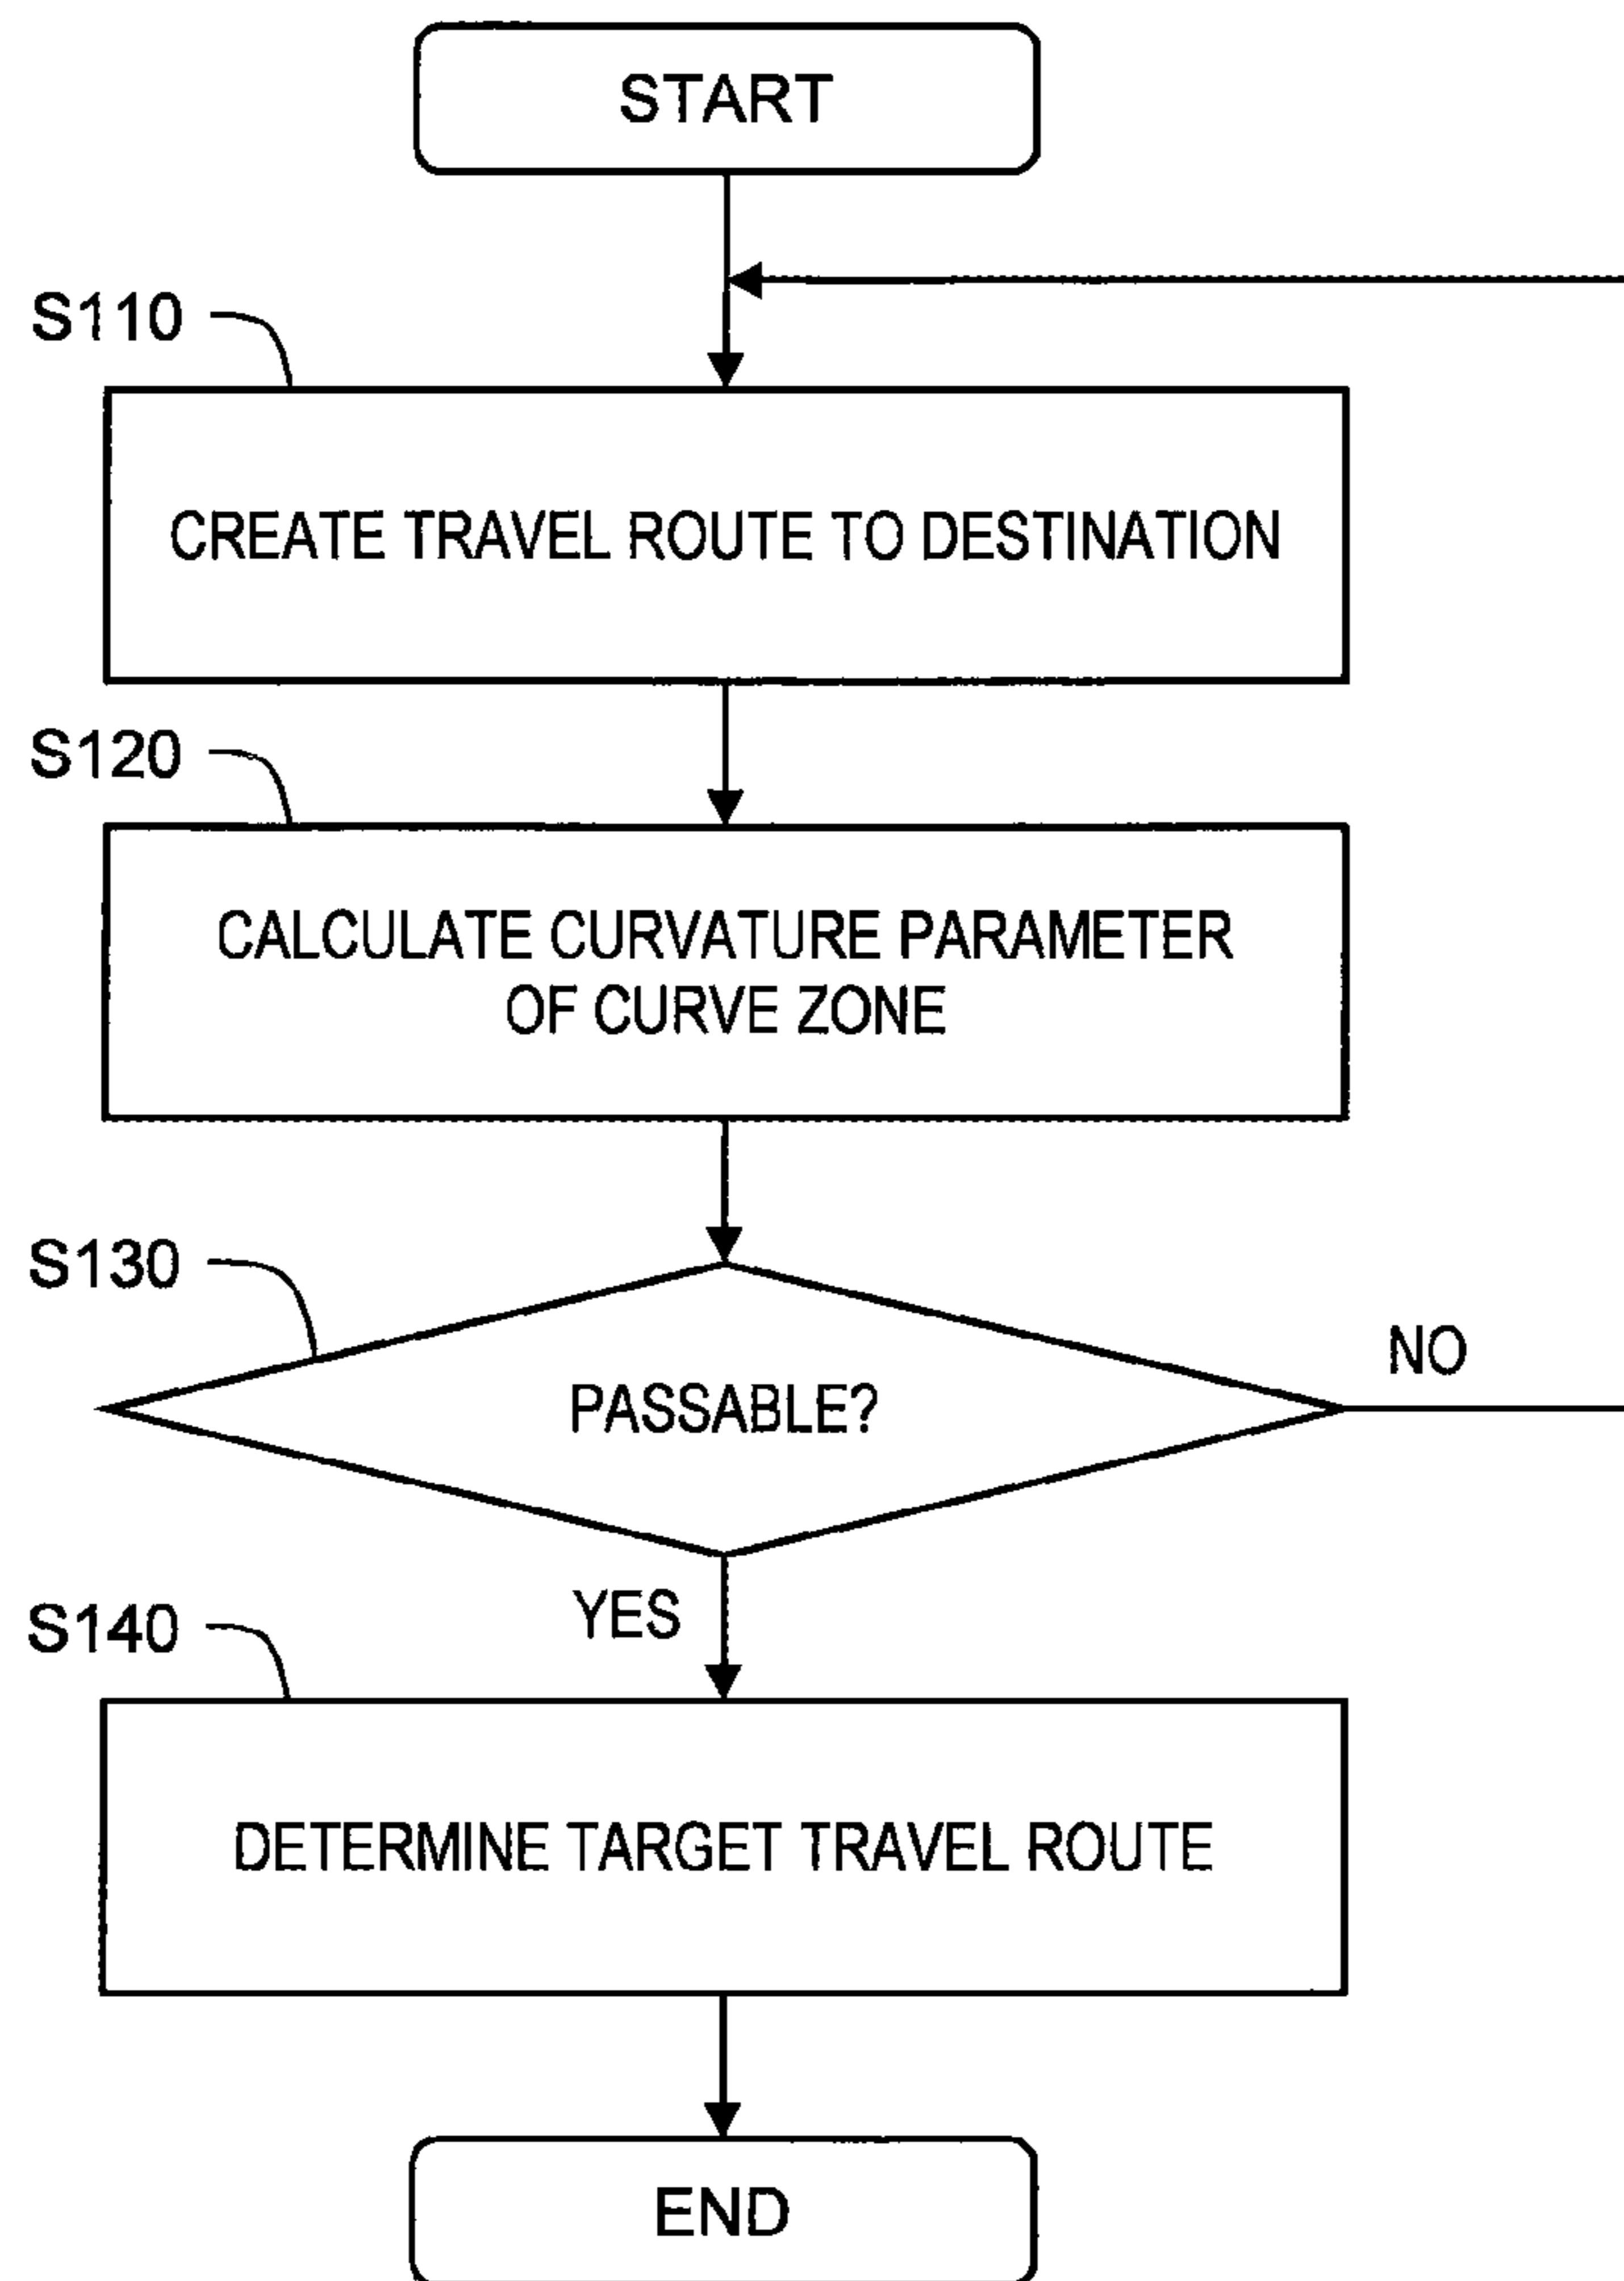 START
S110
CREATE TRAVEL ROUTE TO DESTINATION
S120
CALCULATE CURVATURE PARAMETER
OF CURVE ZONE
S130
PASSABLE?
NO
YES
S140
DETERMINE TARGET TRAVEL ROUTE
END